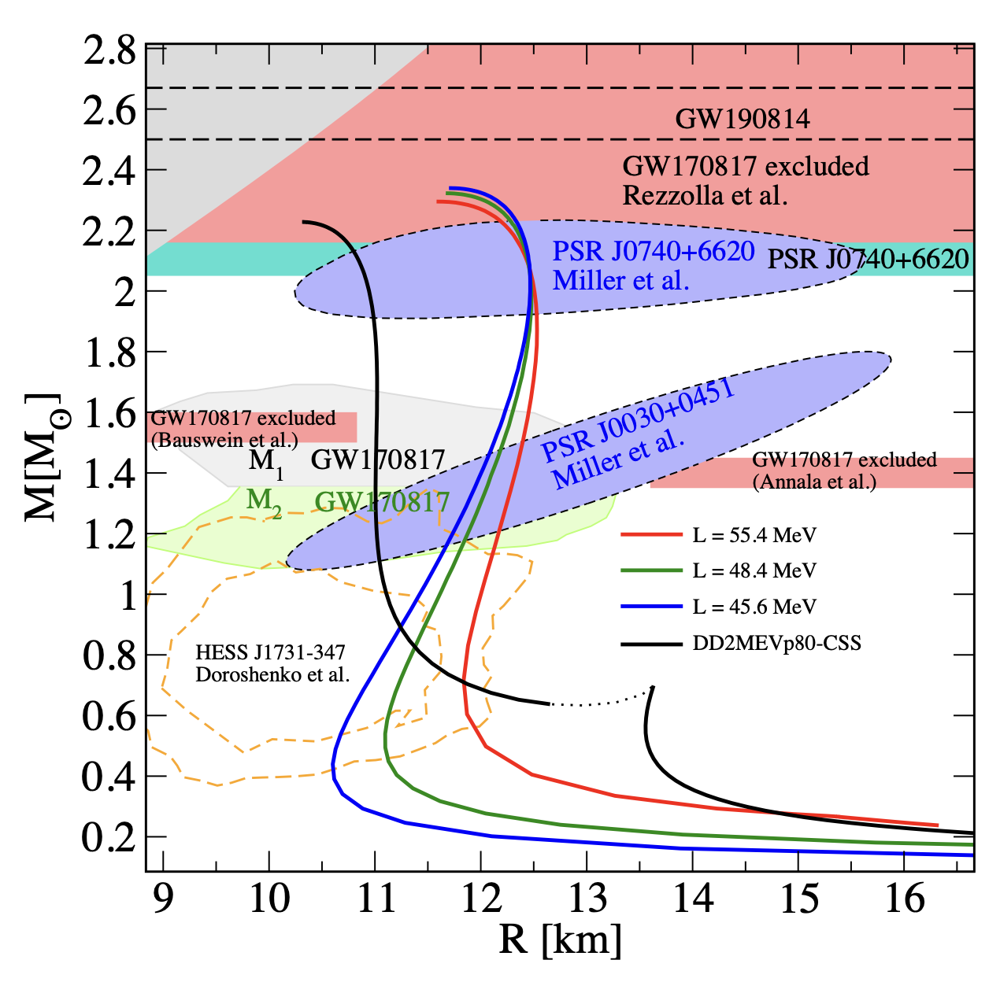 2.8
2.6
2.4
2.2
2
1.8
1.6
1.4
1.2
1
0.8
0.6
0.4
0.2
M[M⊙]
GW190814
GW170817 excluded
Rezzolla et al.
PSR J0740+6620
Miller et al.
PSR J0740+6620
GW170817 excluded
(Bauswein et al.)
M1 GW170817
M2 GW170817
PSR J0030+0451
Miller et al.
GW170817 excluded
(Annala et al.)
L = 55.4 MeV
L = 48.4 MeV
L = 45.6 MeV
DD2MEVp80-CSS
HESS J1731-347
Doroshenko et al.
9 10 11 12 13 14 15 16
R [km]